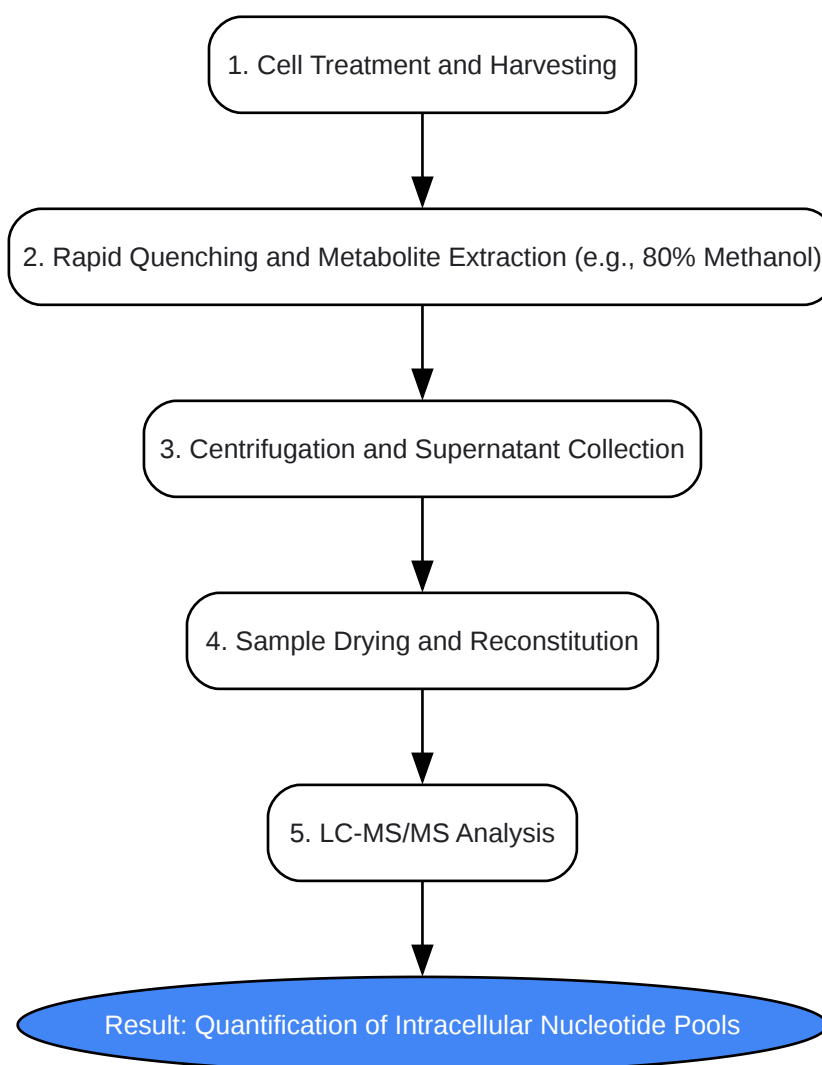 1. Cell Treatment and Harvesting
2. Rapid Quenching and Metabolite Extraction (e.g., 80% Methanol)
3. Centrifugation and Supernatant Collection
4. Sample Drying and Reconstitution
5. LC-MS/MS Analysis
Result: Quantification of Intracellular Nucleotide Pools